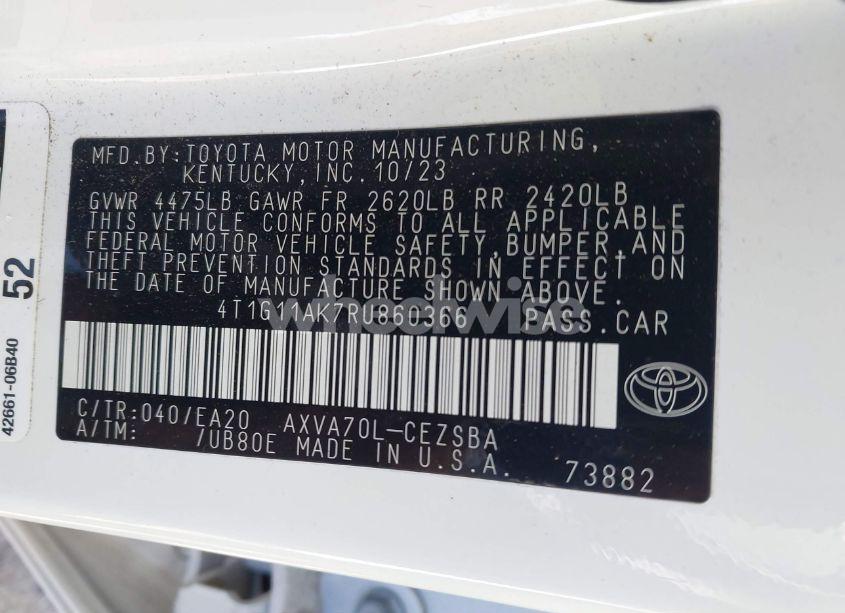 MFD.BY:TOYOTA MOTOR MANUFACTURING,
KENTUCKY,INC.10/23
GVWR 4475LB GAWR FR 2620LB RR 2420LB
THIS VEHICLE CONFORMS TO ALL APPLICABLE
FEDERAL MOTOR VEHICLE SAFETY,BUMPER,AND
THEFT PREVENTION STANDARDS IN EFFECT ON
THE DATE OF MANUFACTURE SHOWN ABOVE.
4T1G11AK7RU860366 PASS.CAR
wheelwise
C/TR:040/EA20 AXVA70L-CEZSBA
A/TM: /UB80E MADE IN U.S.A.
73882
42661-06B40
52